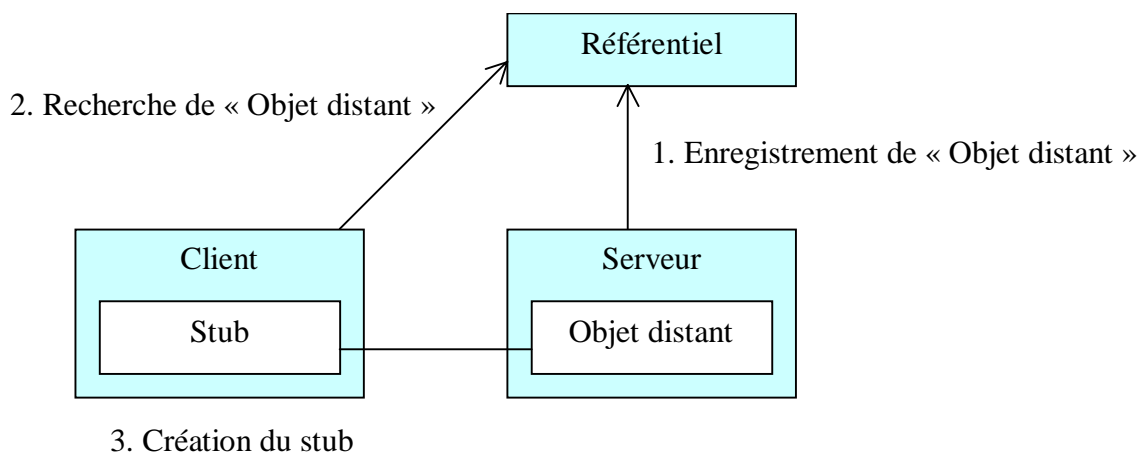 Référentiel
2. Recherche de « Objet distant »
1. Enregistrement de « Objet distant »
Client
Serveur
Stub
Objet distant
3. Création du stub